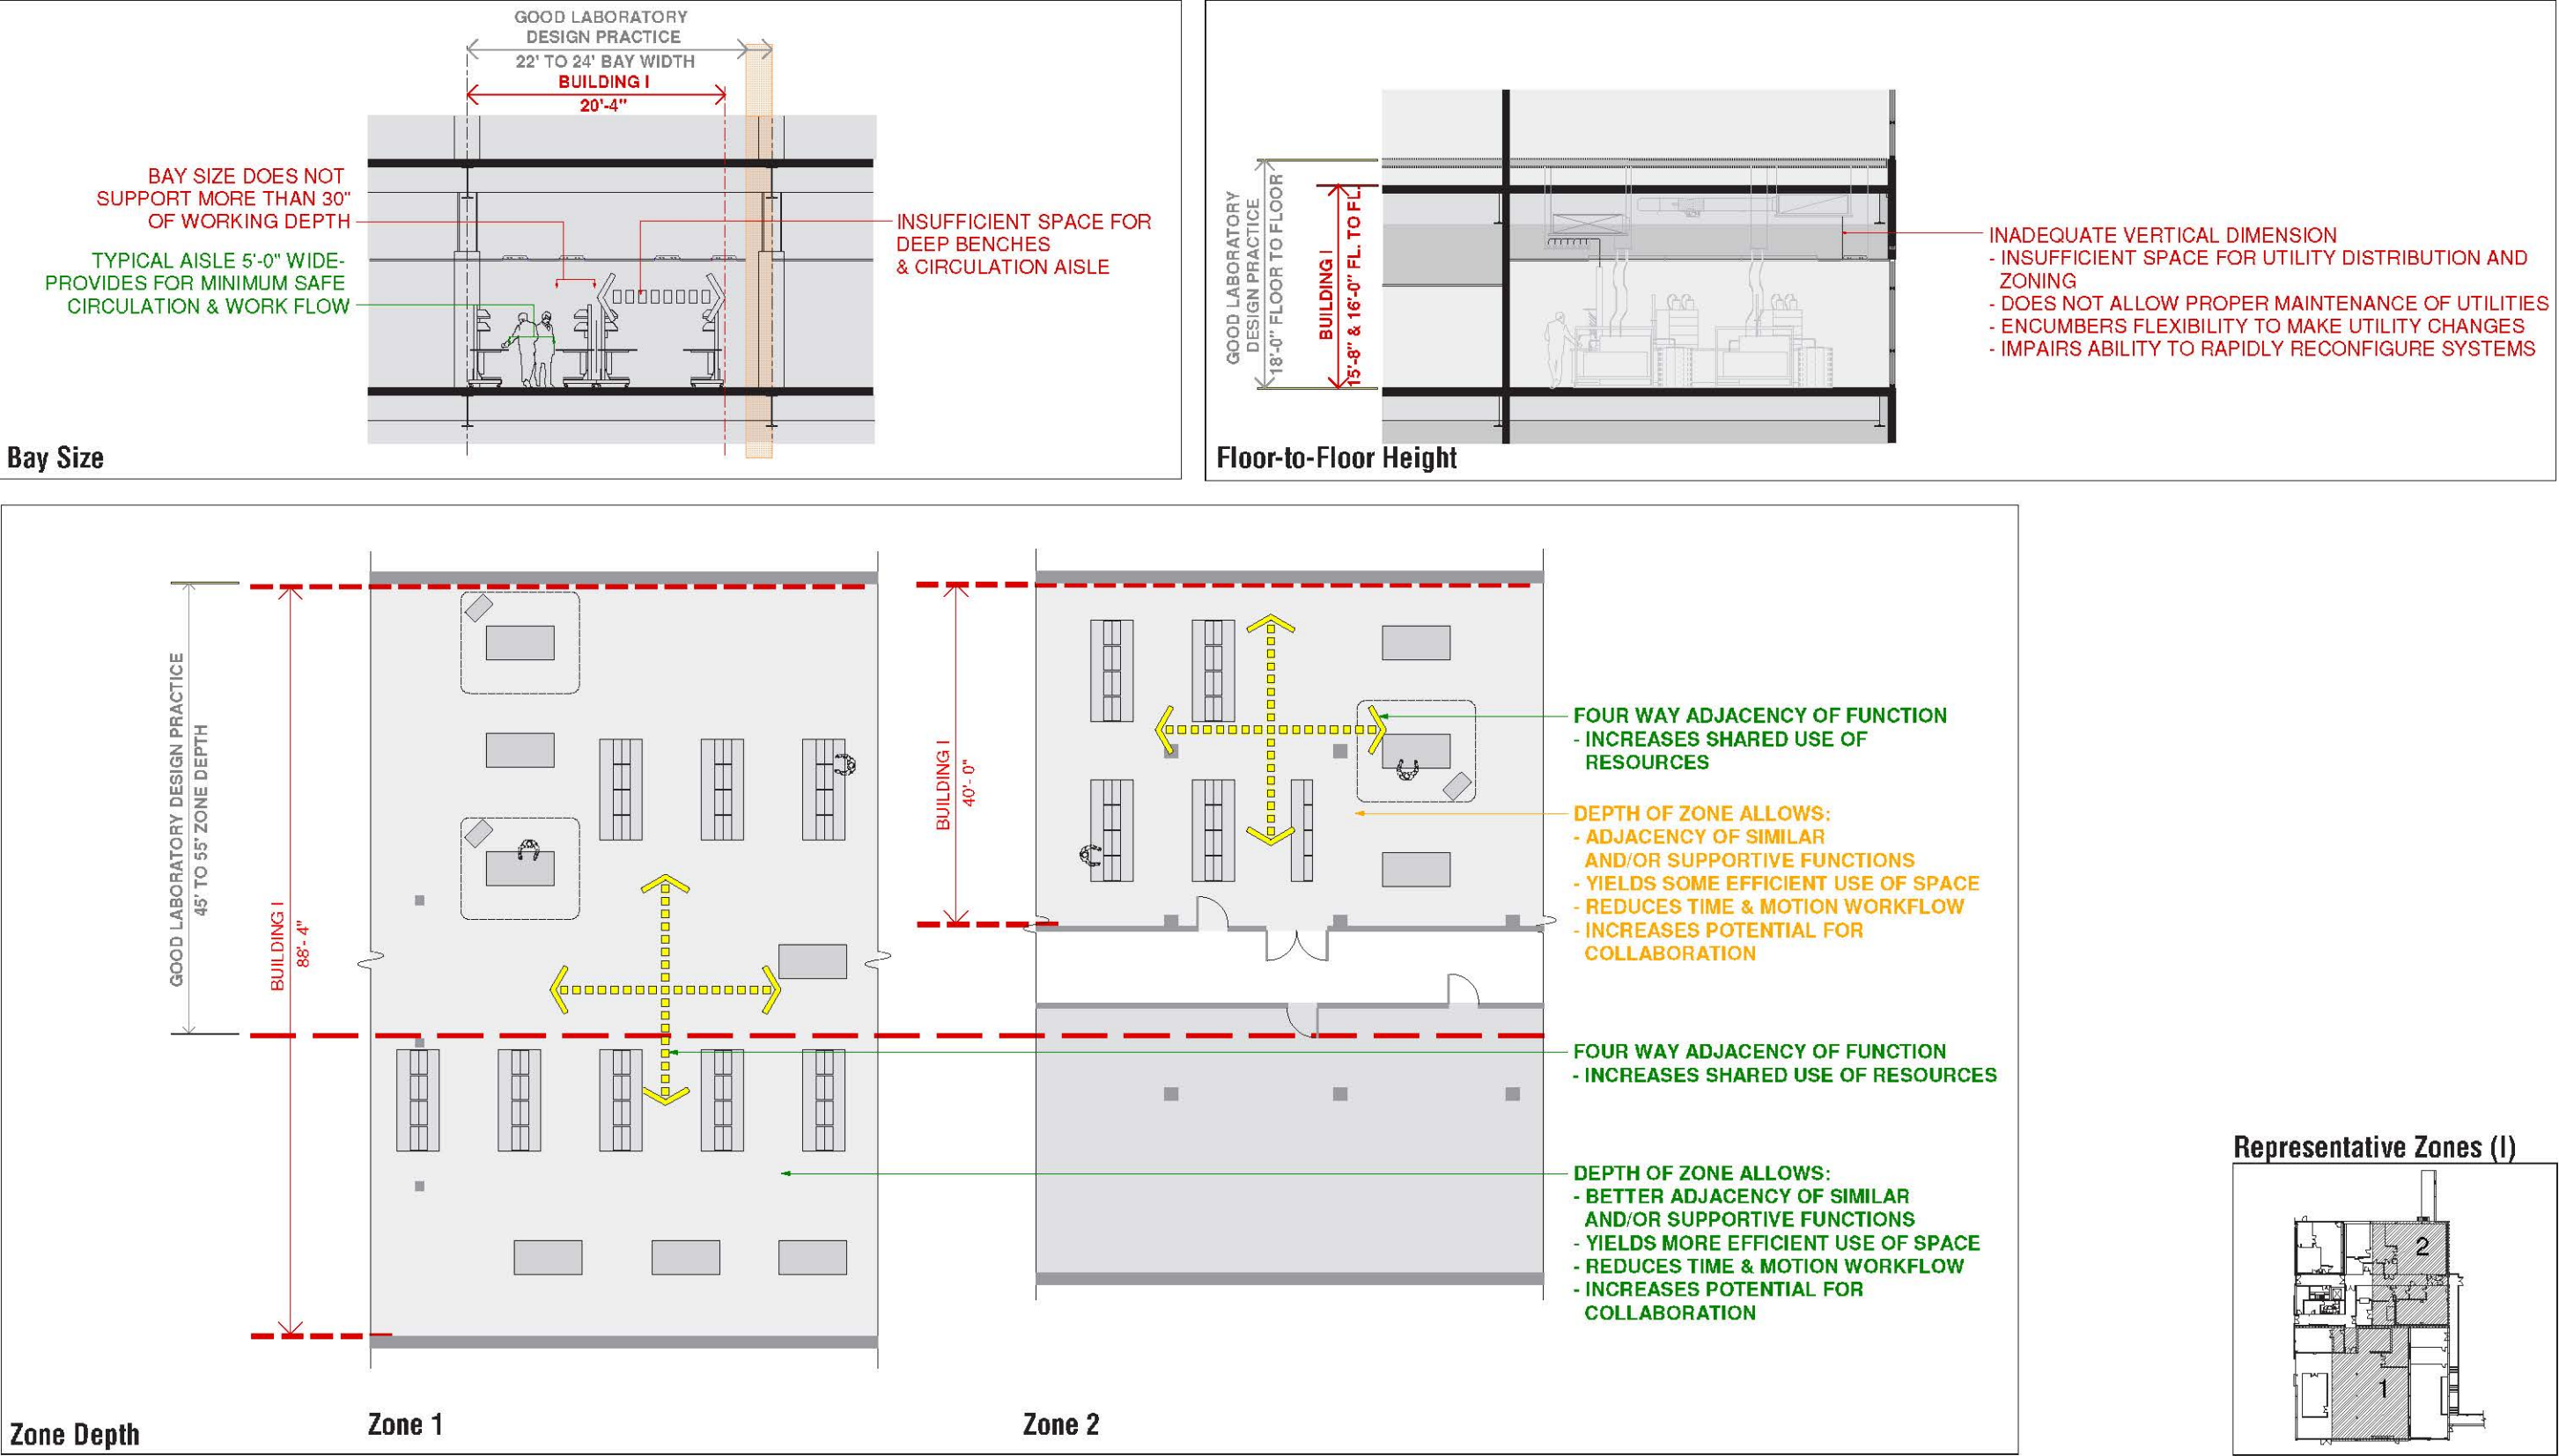 GOOD LABORATORY
DESIGN PRACTICE
22' TO 24' BAY WIDTH
BUILDING I
20'-4"
BAY SIZE DOES NOT
SUPPORT MORE THAN 30"
OF WORKING DEPTH
TYPICAL AISLE 5'-0" WIDE-
PROVIDES FOR MINIMUM SAFE
CIRCULATION & WORK FLOW
INSUFFICIENT SPACE FOR
DEEP BENCHES
& CIRCULATION AISLE
Bay Size
GOOD LABORATORY
DESIGN PRACTICE
18'-0" FLOOR TO FLOOR
BUILDING I
15'-8" & 16'-0" FL. TO FL.
INADEQUATE VERTICAL DIMENSION
- INSUFFICIENT SPACE FOR UTILITY DISTRIBUTION AND
ZONING
- DOES NOT ALLOW PROPER MAINTENANCE OF UTILITIES
- ENCUMBERS FLEXIBILITY TO MAKE UTILITY CHANGES
- IMPAIRS ABILITY TO RAPIDLY RECONFIGURE SYSTEMS
Floor-to-Floor Height
GOOD LABORATORY DESIGN PRACTICE
45' TO 55' ZONE DEPTH
BUILDING I
88'- 4"
BUILDING I
40'- 0"
FOUR WAY ADJACENCY OF FUNCTION
- INCREASES SHARED USE OF
RESOURCES
DEPTH OF ZONE ALLOWS:
- ADJACENCY OF SIMILAR
AND/OR SUPPORTIVE FUNCTIONS
- YIELDS SOME EFFICIENT USE OF SPACE
- REDUCES TIME & MOTION WORKFLOW
- INCREASES POTENTIAL FOR
COLLABORATION
FOUR WAY ADJACENCY OF FUNCTION
- INCREASES SHARED USE OF RESOURCES
DEPTH OF ZONE ALLOWS:
- BETTER ADJACENCY OF SIMILAR
AND/OR SUPPORTIVE FUNCTIONS
- YIELDS MORE EFFICIENT USE OF SPACE
- REDUCES TIME & MOTION WORKFLOW
- INCREASES POTENTIAL FOR
COLLABORATION
Zone Depth
Zone 1
Zone 2
Representative Zones (I)
2
1